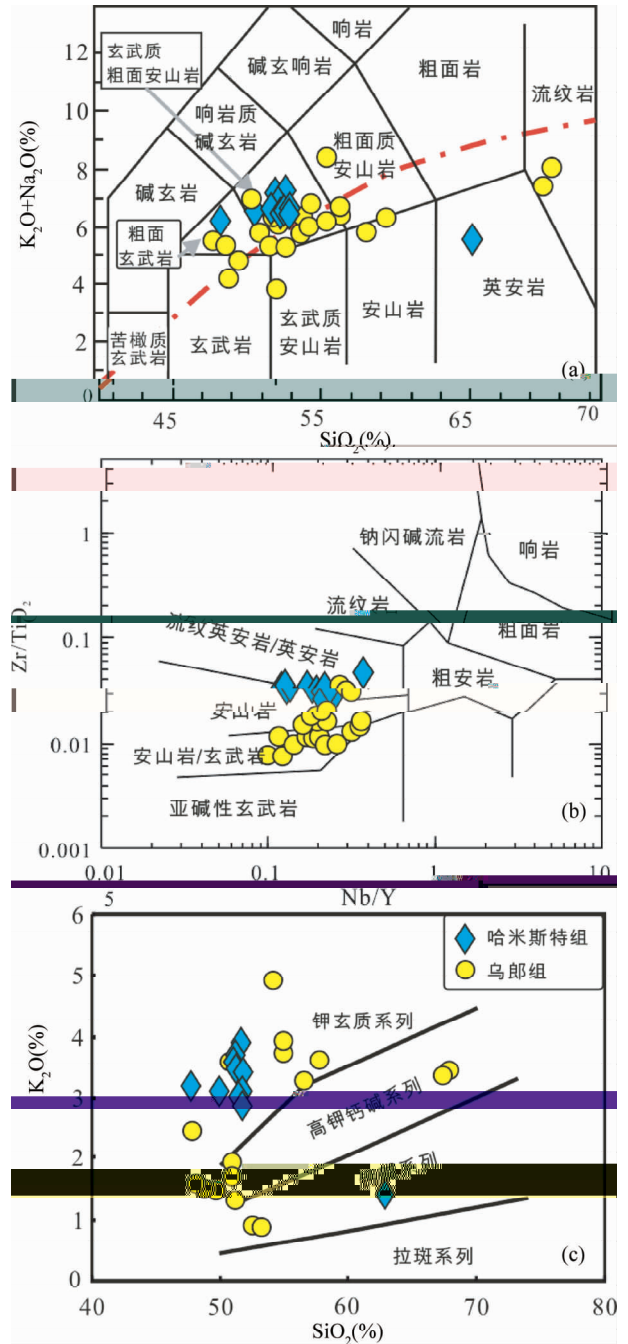 12
10
8
6
4
2
0
K₂O+Na₂O(%)
玄武质
粗面安山岩
响岩
碱玄响岩
粗面岩
流纹岩
响岩质
碱玄岩
粗面质
安山岩
碱玄岩
粗面
玄武岩
英安岩
苦橄质
玄武岩
玄武岩
玄武质
安山岩
安山岩
(a)
45
55
65
70
SiO₂(%).
1
0.1
0.01
0.001
Zr/TiO₂
钠闪碱流岩
响岩
流纹岩
粗面岩
流纹英安岩/英安岩
粗安岩
安山岩
安山岩/玄武岩
亚碱性玄武岩
(b)
0.01
0.1
1
10
Nb/Y
5
6
5
4
3
2
1
0
K₂O(%)
哈米斯特组
乌郎组
钾玄质系列
高钾钙碱系列
系列
拉斑系列
(c)
40
50
60
70
80
SiO₂(%)